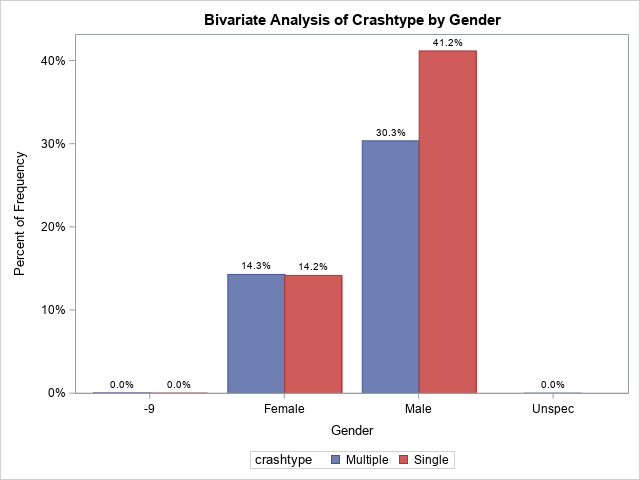 Bivariate Analysis of Crashtype by Gender
41.2%
40%
30.3%
30%
Percent of Frequency
20%
14.3% 14.2%
10%
0.0% 0.0% 0.0%
0%
-9 Female Male Unspec
Gender
crashtype Multiple Single